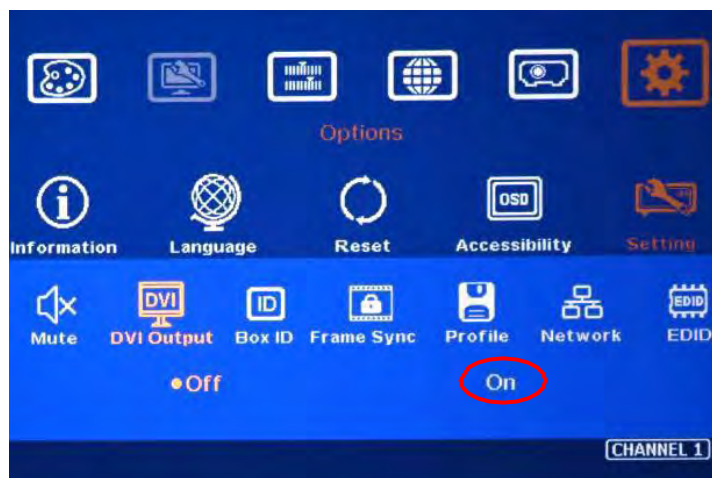 Options
OSD
Information Language Reset Accessibility Setting
DVI ID EDID
Mute DVI Output Box ID Frame Sync Profile Network EDID
Off On
CHANNEL 1